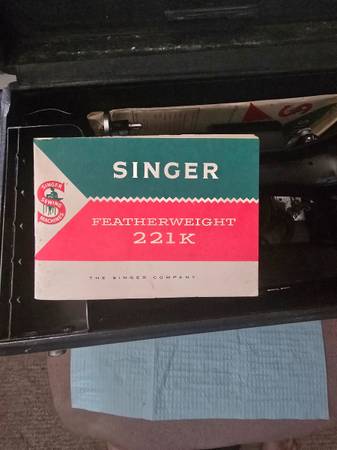 SINGER
FEATHERWEIGHT
221K
SINGER
SEWING
MACHINES
THE SINGER COMPANY